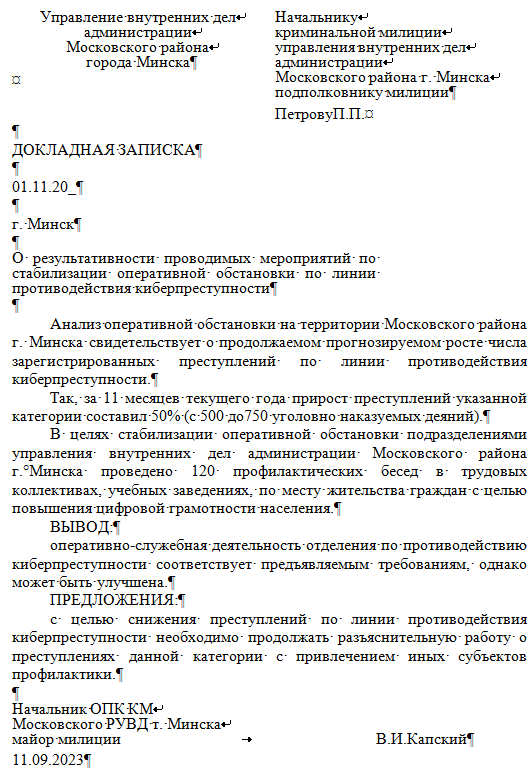 Управление внутренних дел
администрации
Московского района
города Минска¶
¤
Начальнику
криминальной милиции
управления внутренних дел
администрации
Московского района г. Минска
подполковнику милиции¶
ПетровуП.П.¤
¶
ДОКЛАДНАЯ ЗАПИСКА¶
¶
01.11.20_¶
¶
г. Минск¶
¶
О результативности проводимых мероприятий по
стабилизации оперативной обстановки по линии
противодействия киберпреступности¶
¶
Анализ оперативной обстановки на территории Московского района
г. Минска свидетельствует о продолжаемом прогнозируемом росте числа
зарегистрированных преступлений по линии противодействия
киберпреступности.¶
Так, за 11 месяцев текущего года прирост преступлений указанной
категории составил 50% (с 500 до750 уголовно наказуемых деяний).¶
В целях стабилизации оперативной обстановки подразделениями
управления внутренних дел администрации Московского района
г.°Минска проведено 120 профилактических бесед в трудовых
коллективах, учебных заведениях, по месту жительства граждан с целью
повышения цифровой грамотности населения.¶
ВЫВОД:¶
оперативно-служебная деятельность отделения по противодействию
киберпреступности соответствует предъявляемым требованиям, однако
может быть улучшена.¶
ПРЕДЛОЖЕНИЯ:¶
с целью снижения преступлений по линии противодействия
киберпреступности необходимо продолжать разъяснительную работу о
преступлениях данной категории с привлечением иных субъектов
профилактики.¶
¶
Начальник ОПК КМ
Московского РУВД т. Минска
майор милиции → В.И.Капский¶
11.09.2023¶